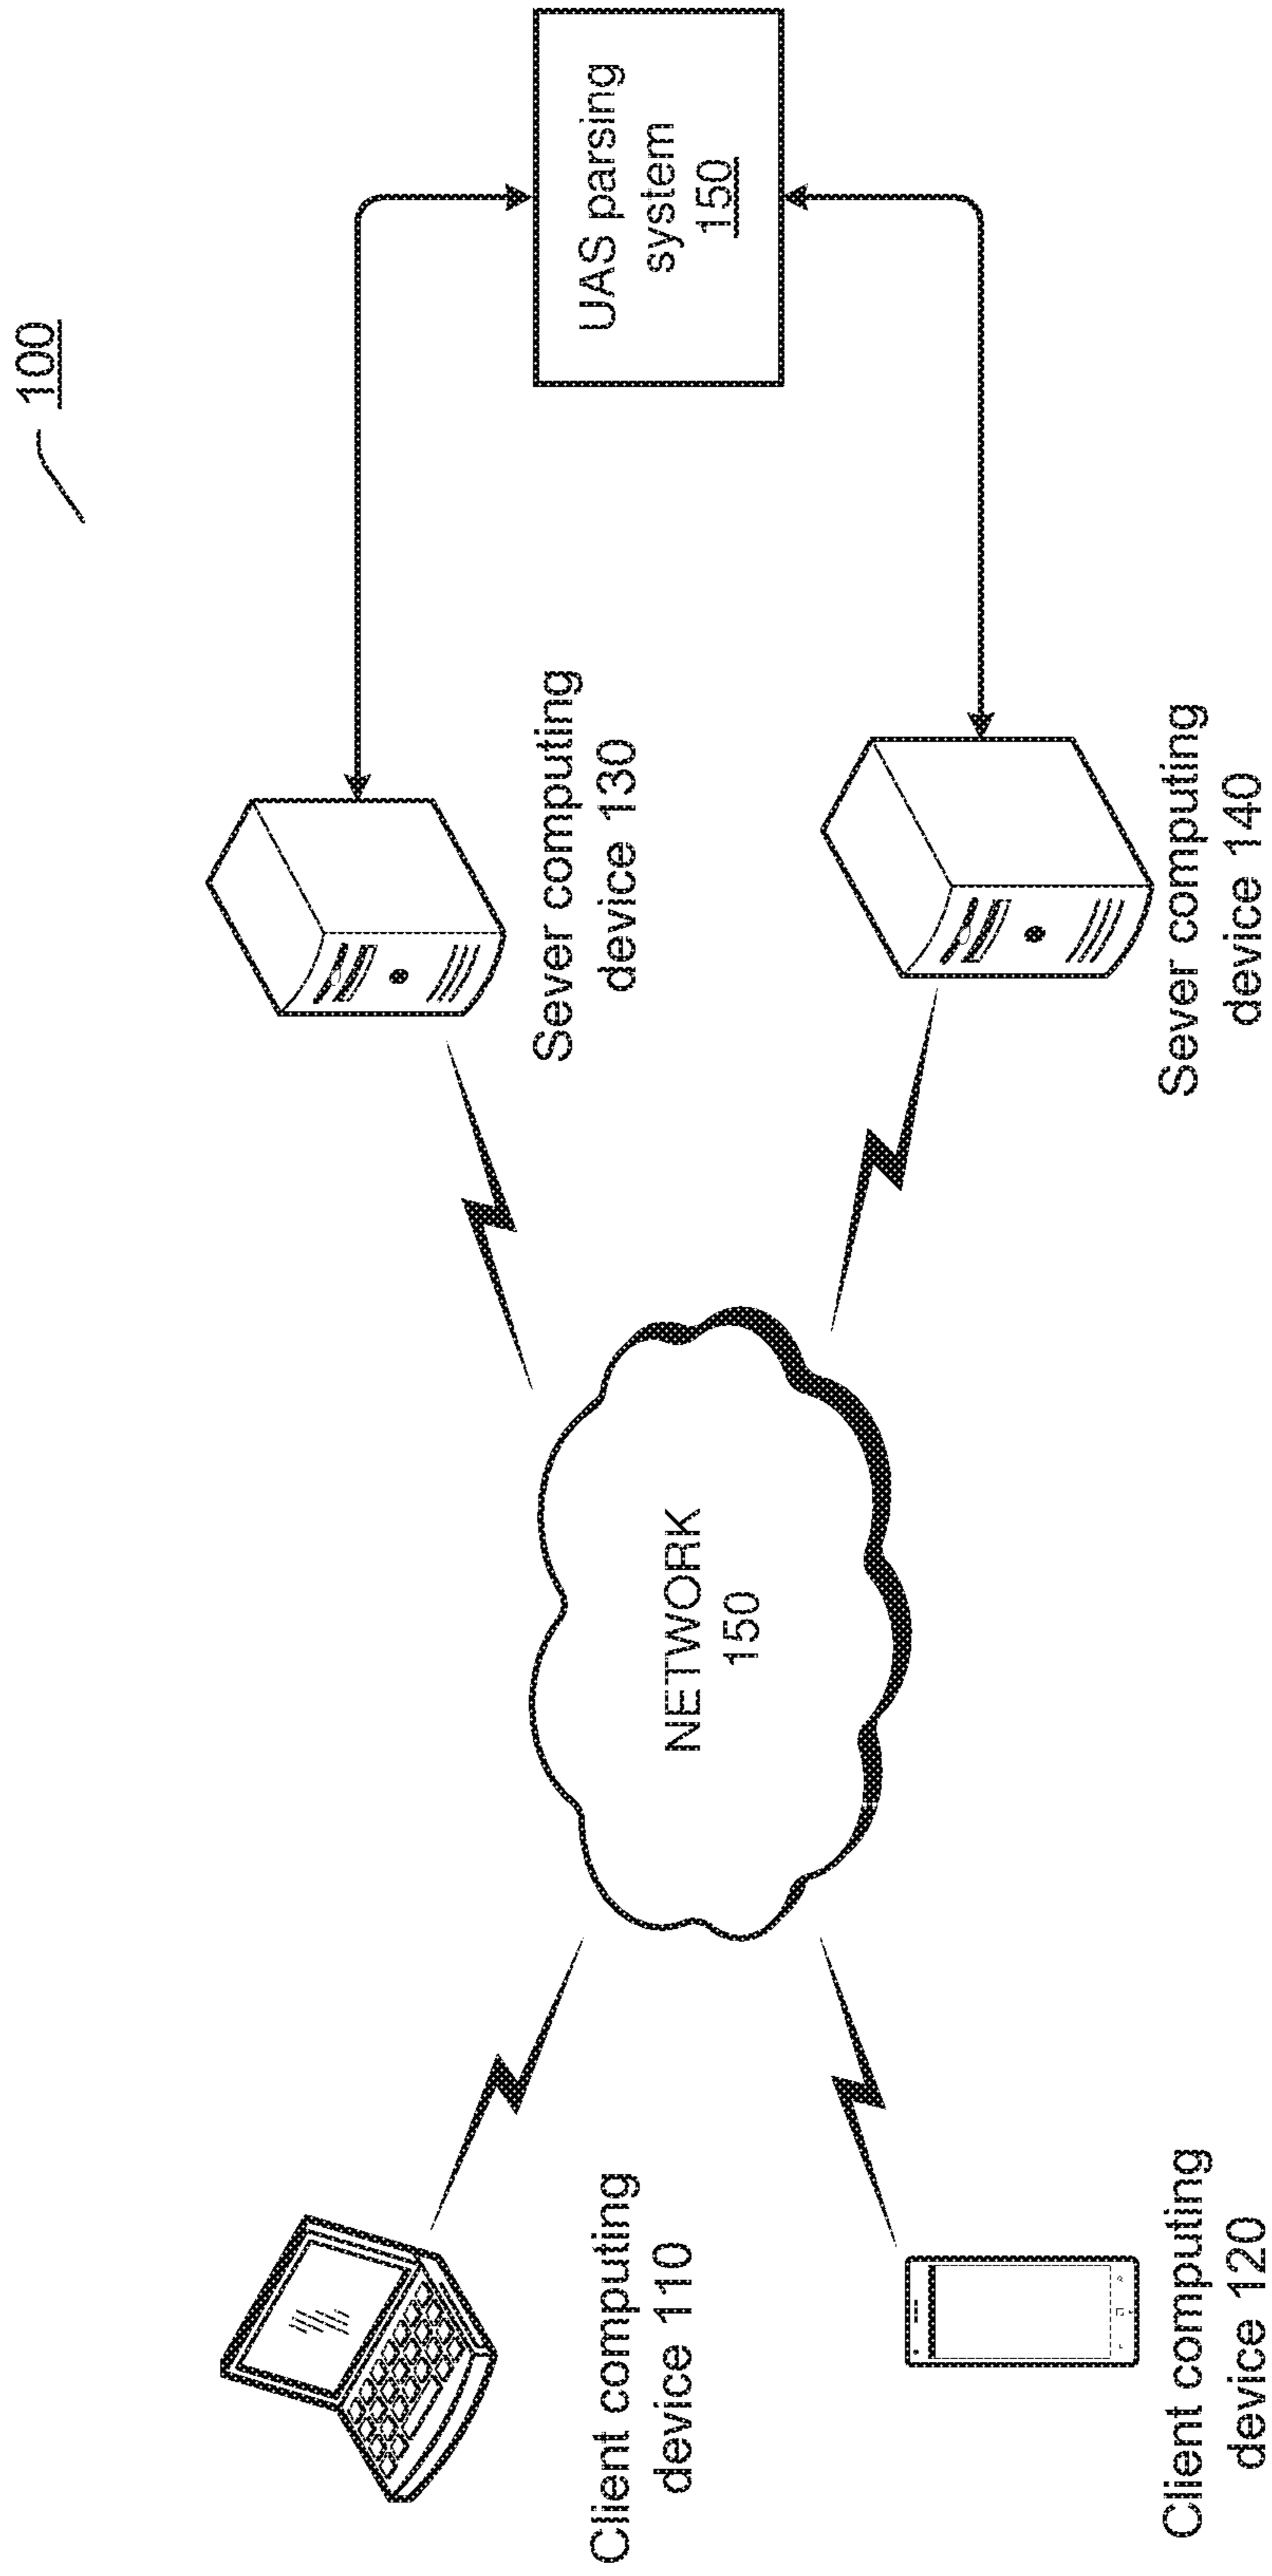 100
Client computing
device 110
Client computing
device 120
NETWORK
150
Sever computing
device 130
Sever computing
device 140
UAS parsing
system
150